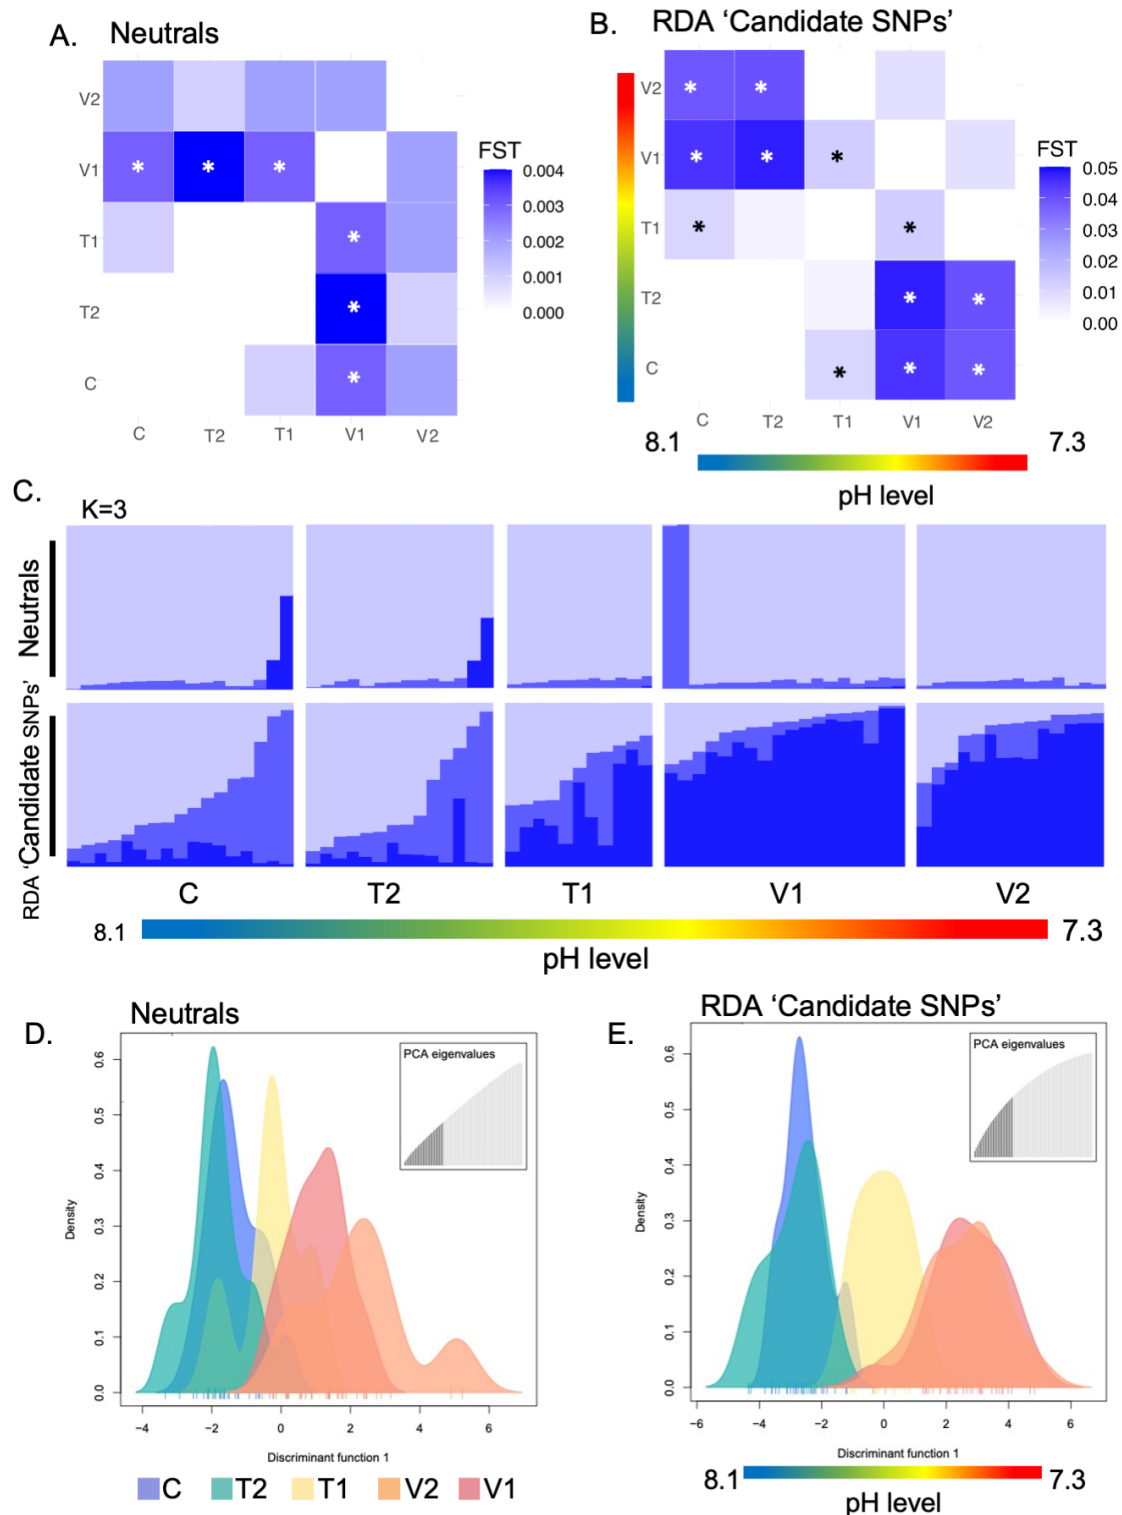 A. Neutrals
V2
V1
T1
T2
C
* * *
*
*
*
C T2 T1 V1 V2
FST
0.004
0.003
0.002
0.001
0.000
B. RDA ‘Candidate SNPs’
V2
V1
T1
T2
C
* *
* * *
* *
* *
* * *
C T2 T1 V1 V2
FST
0.05
0.04
0.03
0.02
0.01
0.00
8.1 7.3
pH level
C.
K=3
Neutrals
RDA ‘Candidate SNPs’
C T2 T1 V1 V2
8.1 7.3
pH level
D. Neutrals
PCA eigenvalues
Density
0.6
0.5
0.4
0.3
0.2
0.1
0.0
−4 −2 0 2 4 6
Discriminant function 1
C T2 T1 V2 V1
E. RDA ‘Candidate SNPs’
PCA eigenvalues
Density
0.6
0.5
0.4
0.3
0.2
0.1
0.0
−6 −4 −2 0 2 4 6
Discriminant function 1
8.1 7.3
pH level